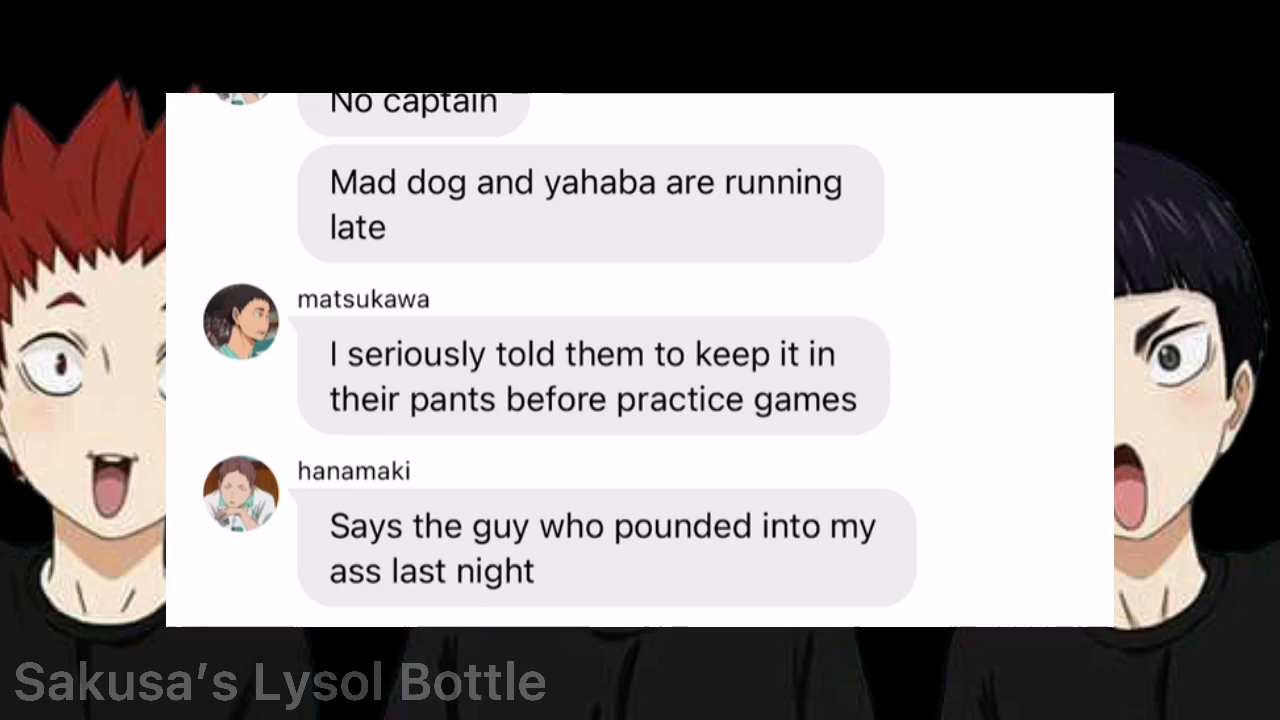 No captain
Mad dog and yahaba are running
late
matsukawa
I seriously told them to keep it in
their pants before practice games
hanamaki
Says the guy who pounded into my
ass last night
Sakusa’s Lysol Bottle